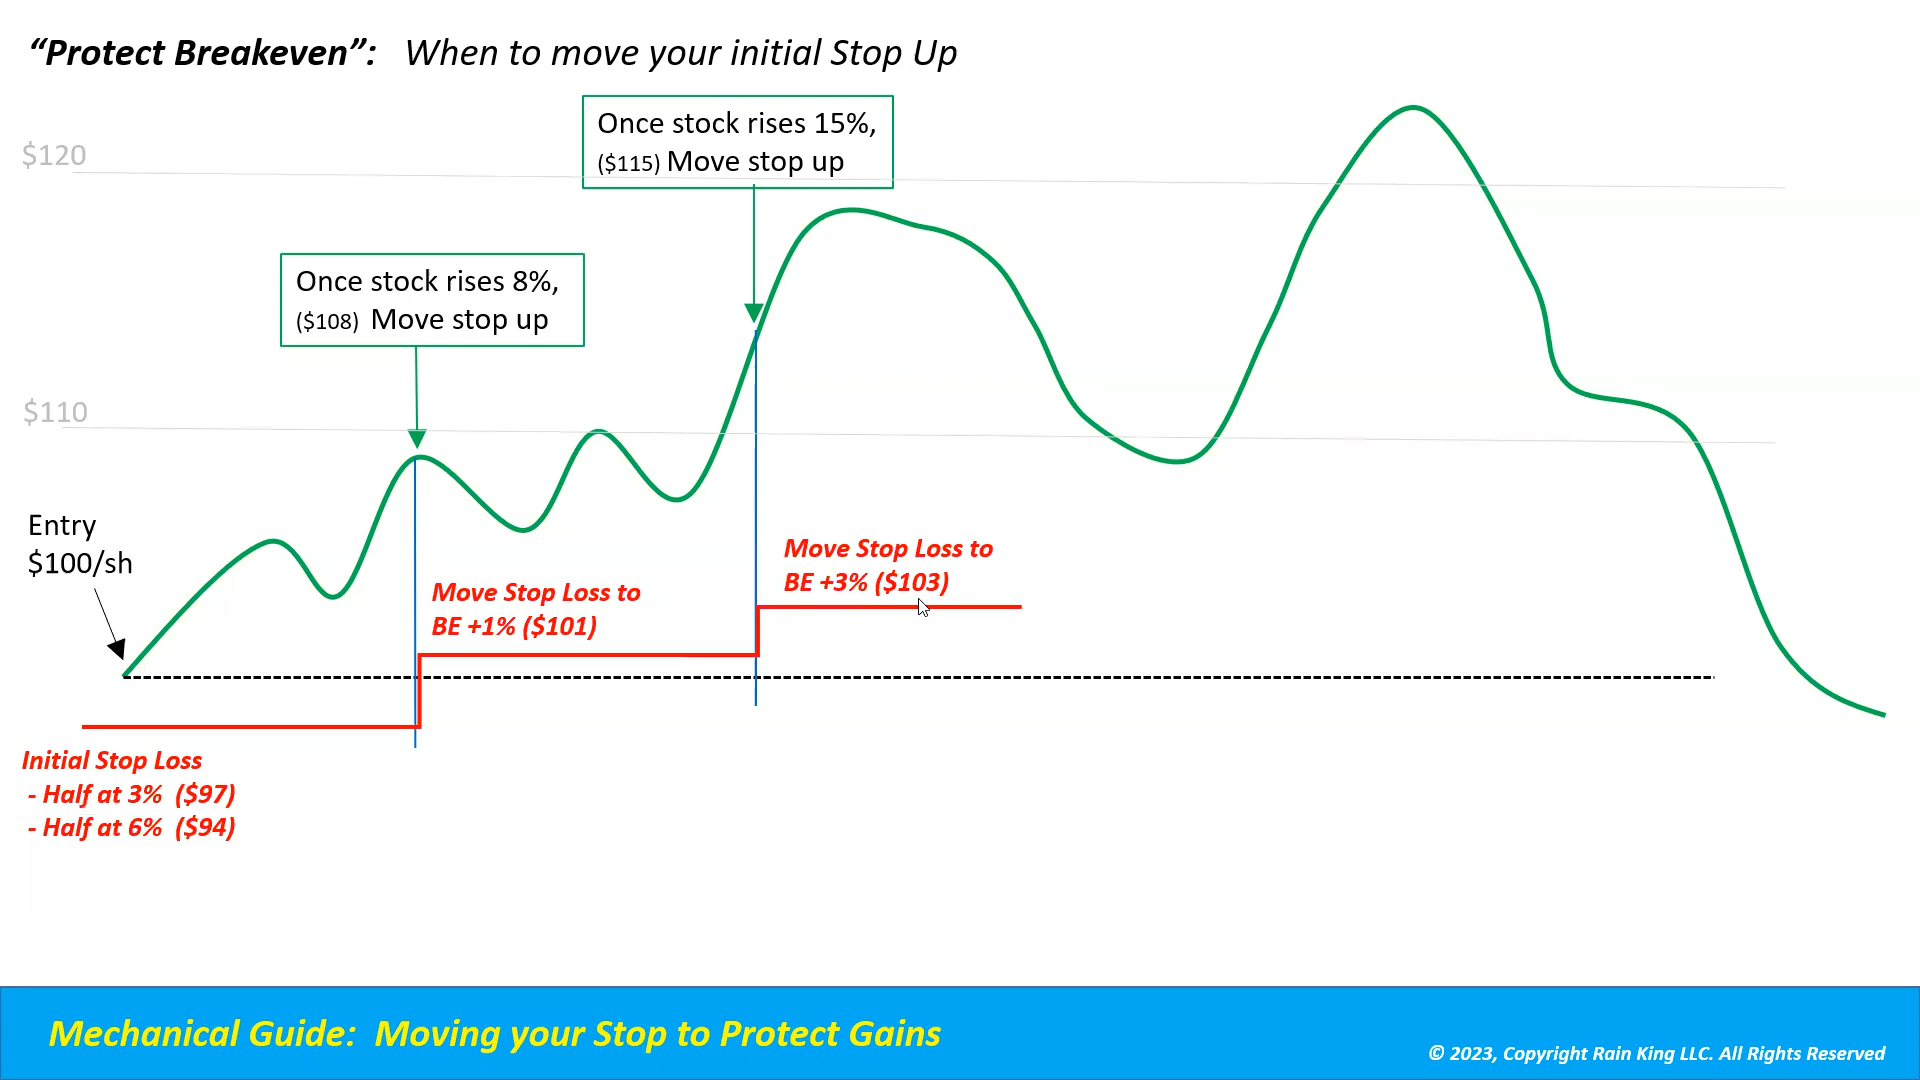 “Protect Breakeven”: When to move your initial Stop Up
Once stock rises 15%,
($115) Move stop up
$120
Once stock rises 8%,
($108) Move stop up
$110
Entry
$100/sh
Move Stop Loss to
BE +3% ($103)
Move Stop Loss to
BE +1% ($101)
Initial Stop Loss
- Half at 3% ($97)
- Half at 6% ($94)
Mechanical Guide: Moving your Stop to Protect Gains
© 2023, Copyright Rain King LLC. All Rights Reserved